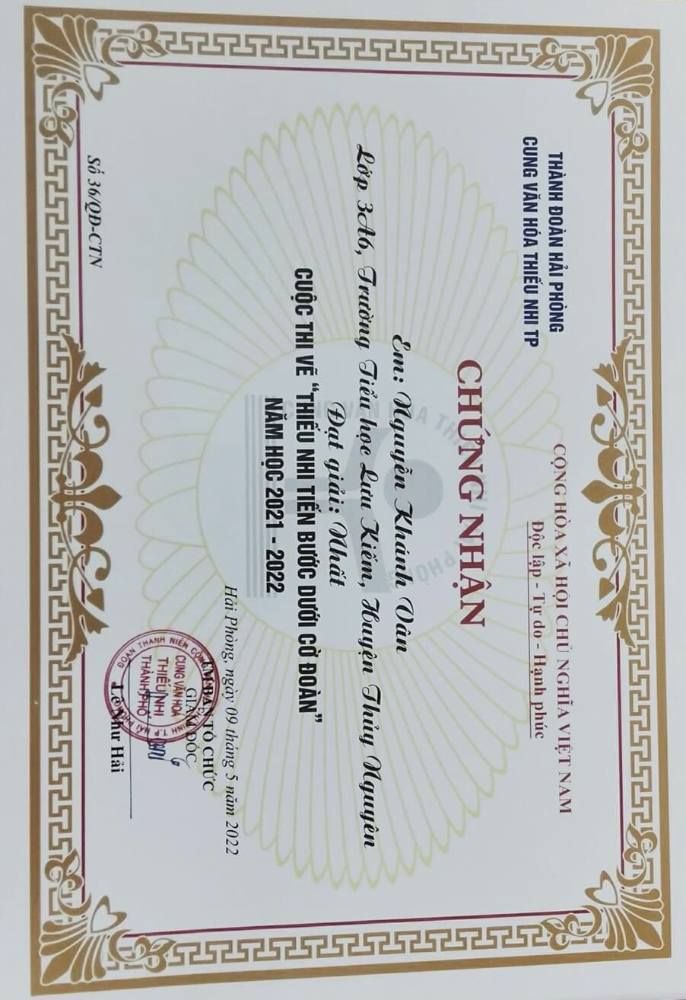 THÀNH ĐOÀN HẢI PHÒNG
CUNG VĂN HÓA THIẾU NHI TP
CỘNG HÒA XÃ HỘI CHỦ NGHĨA VIỆT NAM
Độc lập - Tự do - Hạnh phúc
CHỨNG NHẬN
Em: Nguyễn Khánh Vân
Lớp 3A6, Trường Tiểu học Lưu Kiếm, Huyện Thủy Nguyên
Đạt giải: Nhất
CUỘC THI VẼ “THIẾU NHI TIẾN BƯỚC DƯỚI CỜ ĐOÀN”
NĂM HỌC 2021 - 2022
Hải Phòng, ngày 09 tháng 5 năm 2022
TM BAN TỔ CHỨC
GIÁM ĐỐC
CUNG VĂN HOÁ
THIẾU NHI
THÀNH PHỐ
ĐOÀN THANH NIÊN CỘNG
T.P HẢI
Lê Như Hải
Số 36/QĐ-CTN